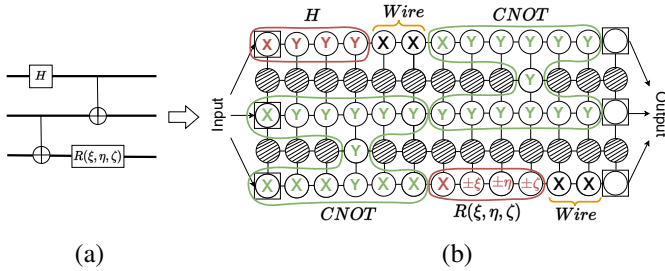 H Wire CNOT
X Y Y Y X X X Y Y Y Y Y
H
Y
Input
X Y Y Y Y Y Y Y Y Y Y Y
Output
Y
R(ξ, η, ζ)
X X X Y X X X ±ξ ±η ±ζ X X
CNOT R(ξ, η, ζ) Wire
(a) (b)